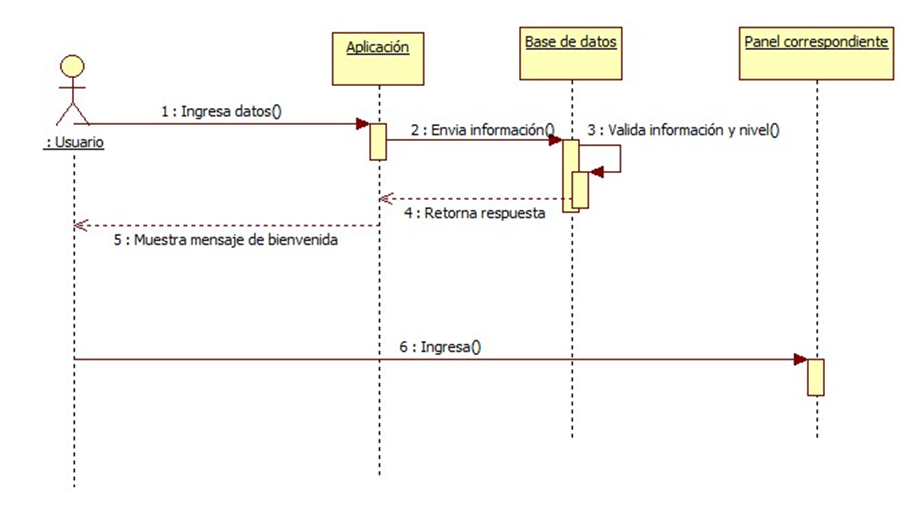 Aplicación
Base de datos
Panel correspondiente
: Usuario
1 : Ingresa datos()
2 : Envia información()
3 : Valida información y nivel()
4 : Retorna respuesta
5 : Muestra mensaje de bienvenida
6 : Ingresa()